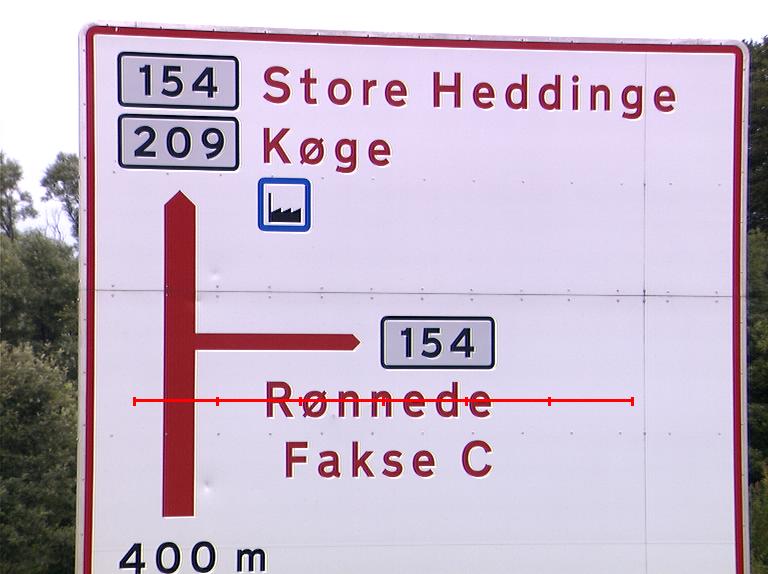 154 Store Heddinge
209 Køge
154
Rønnede
Fakse C
400 m